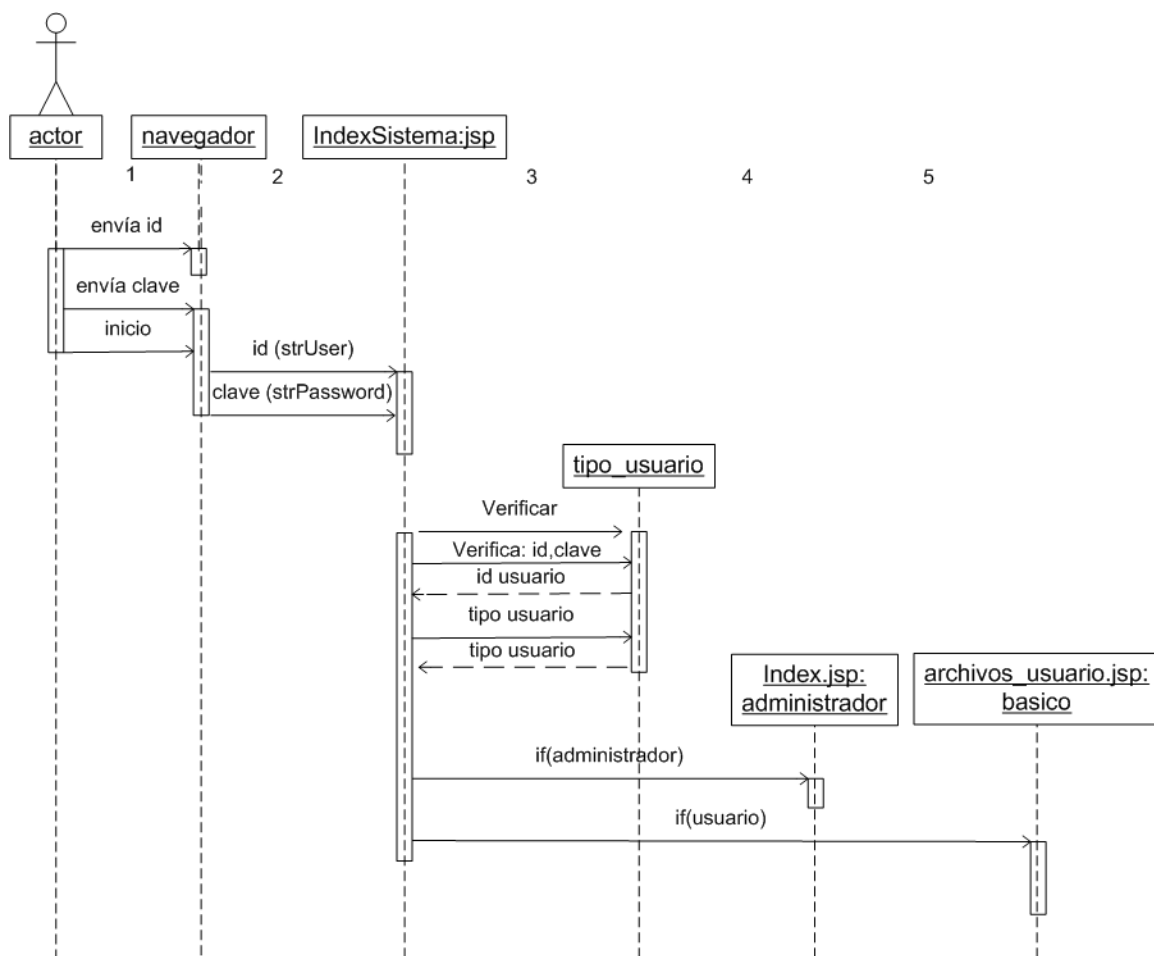 actor
navegador
IndexSistema:jsp
1
2
3
4
5
envía id
envía clave
inicio
id (strUser)
clave (strPassword)
tipo_usuario
Verificar
Verifica: id,clave
id usuario
tipo usuario
tipo usuario
Index.jsp:
administrador
archivos_usuario.jsp:
basico
if(administrador)
if(usuario)